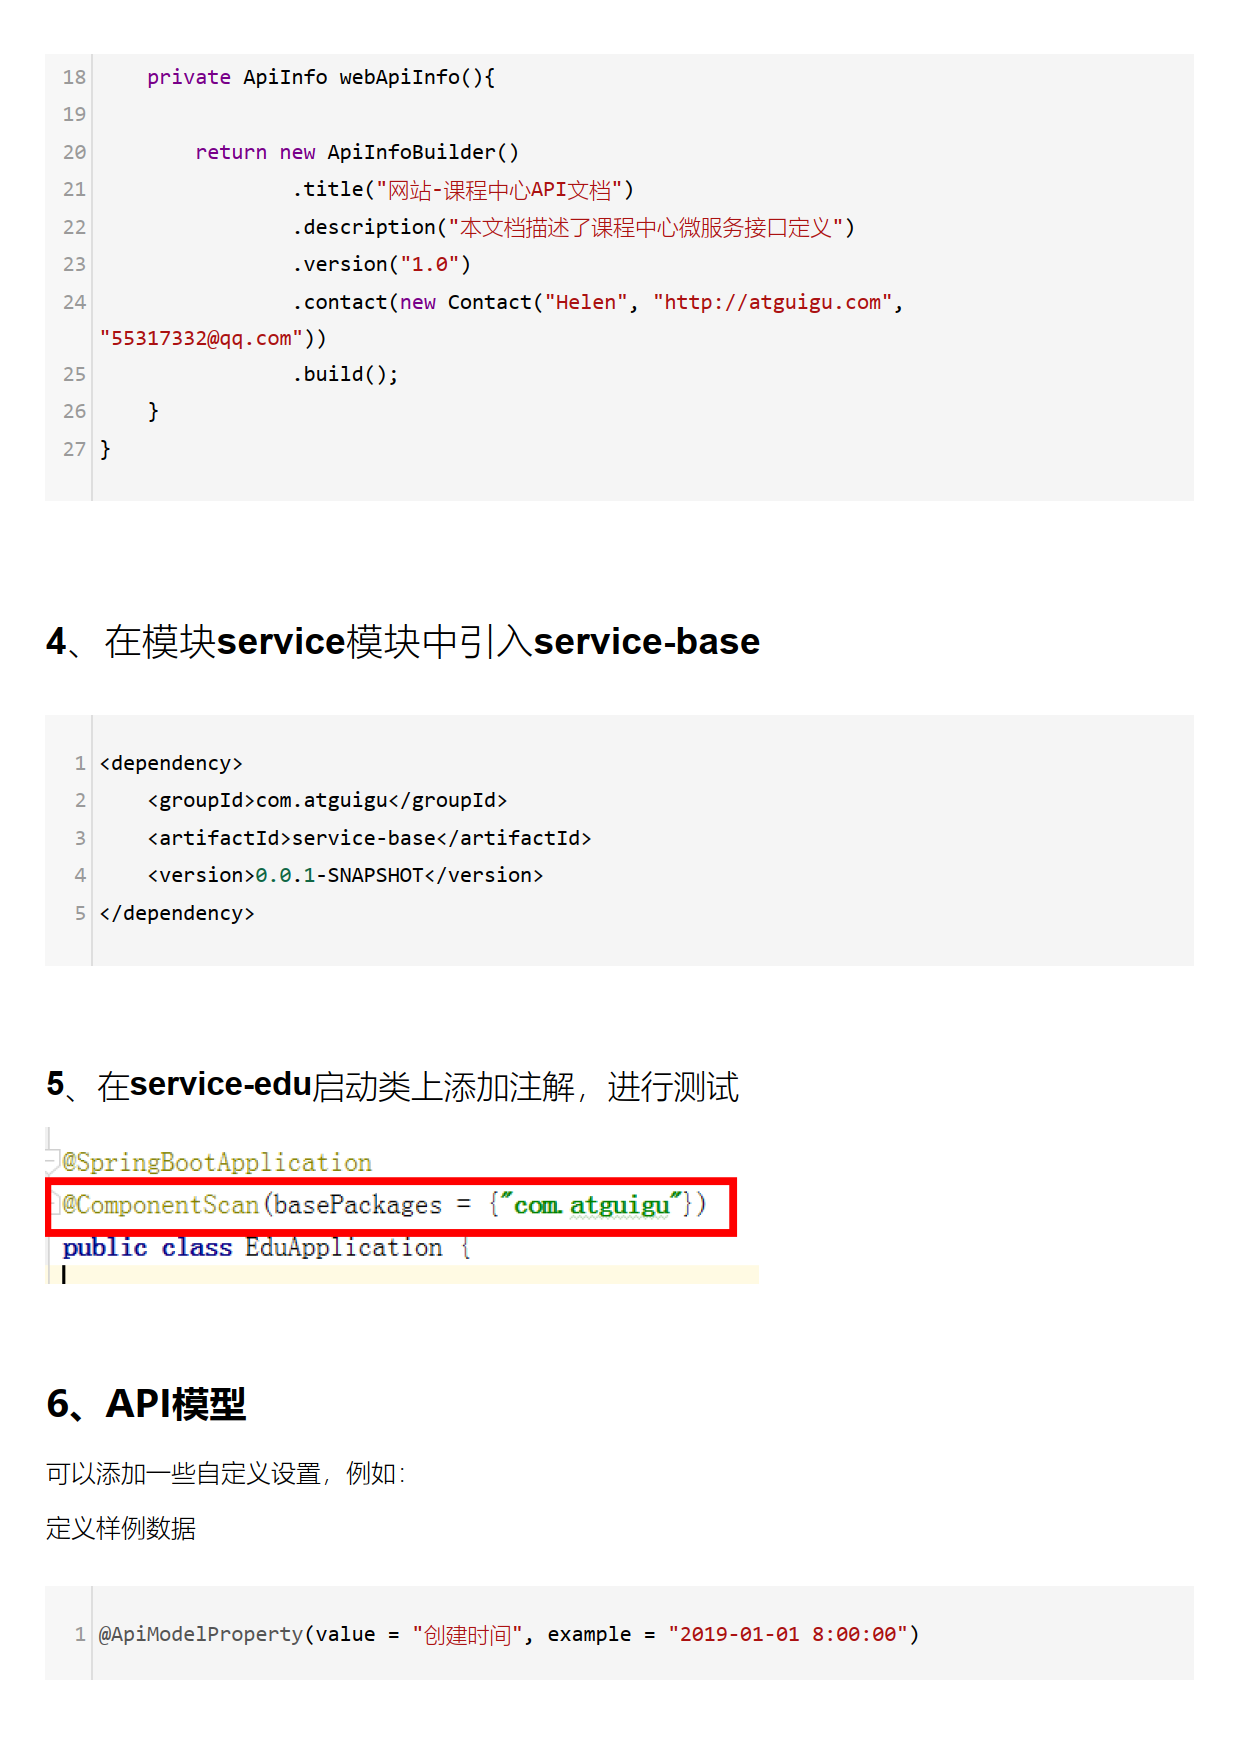 18 private ApiInfo webApiInfo(){
19
20 return new ApiInfoBuilder()
21 .title("网站-课程中心API文档")
22 .description("本文档描述了课程中心微服务接口定义")
23 .version("1.0")
24 .contact(new Contact("Helen", "http://atguigu.com",
"55317332@qq.com"))
25 .build();
26 }
27 }
4、在模块service模块中引入service-base
1 <dependency>
2 <groupId>com.atguigu</groupId>
3 <artifactId>service-base</artifactId>
4 <version>0.0.1-SNAPSHOT</version>
5 </dependency>
5、在service-edu启动类上添加注解，进行测试
@SpringBootApplication
@ComponentScan(basePackages = {"com.atguigu"})
public class EduApplication {
6、API模型
可以添加一些自定义设置，例如：
定义样例数据
1 @ApiModelProperty(value = "创建时间", example = "2019-01-01 8:00:00")